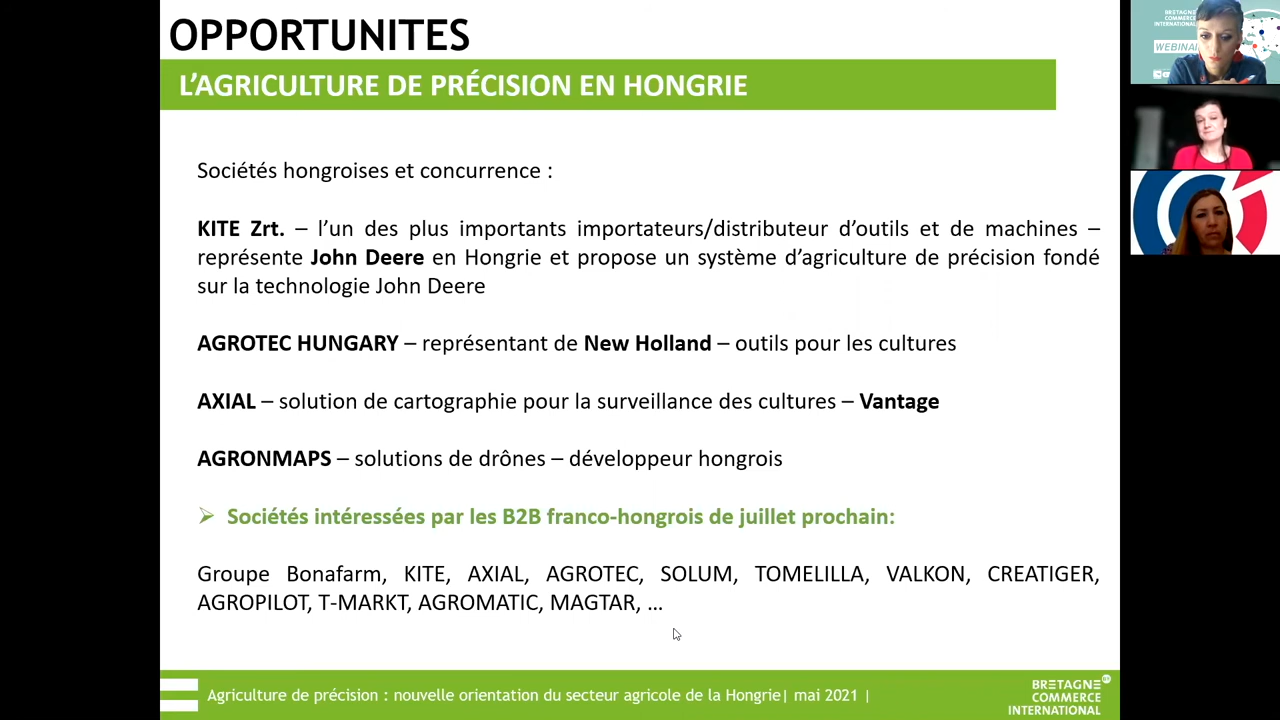 OPPORTUNITES
L'AGRICULTURE DE PRÉCISION EN HONGRIE
Sociétés hongroises et concurrence :
KITE Zrt. – l'un des plus importants importateurs/distributeur d'outils et de machines –
représente John Deere en Hongrie et propose un système d'agriculture de précision fondé
sur la technologie John Deere
AGROTEC HUNGARY – représentant de New Holland – outils pour les cultures
AXIAL – solution de cartographie pour la surveillance des cultures – Vantage
AGRONMAPS – solutions de drônes – développeur hongrois
➢ Sociétés intéressées par les B2B franco-hongrois de juillet prochain:
Groupe Bonafarm, KITE, AXIAL, AGROTEC, SOLUM, TOMELILLA, VALKON, CREATIGER,
AGROPILOT, T-MARKT, AGROMATIC, MAGTAR, ...
Agriculture de précision : nouvelle orientation du secteur agricole de la Hongrie| mai 2021 |
BRETAGNE
COMMERCE
INTERNATIONAL
BRETAGNE
COMMERCE
INTERNATIONAL